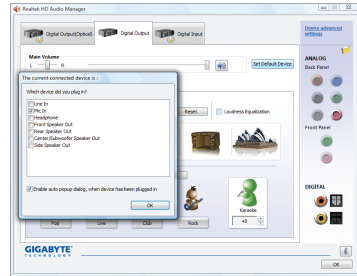 Realtek HD Audio Manager
Digital Output(Optical)
Digital Output
Digital Input
Device advanced settings
Main Volume
L
R
Set Default Device
ANALOG
Back Panel
The current connected device is :
Which device did you plug in?
Line In
Mic In
Headphone
Front Speaker Out
Rear Speaker Out
Center/Subwoofer Speaker Out
Side Speaker Out
Enable auto popup dialog, when device has been plugged in
OK
Reset
Loudness Equalization
Front Panel
Karaoke
+0
Pop
Live
Club
Rock
DIGITAL
GIGABYTE
TECHNOLOGY
OK